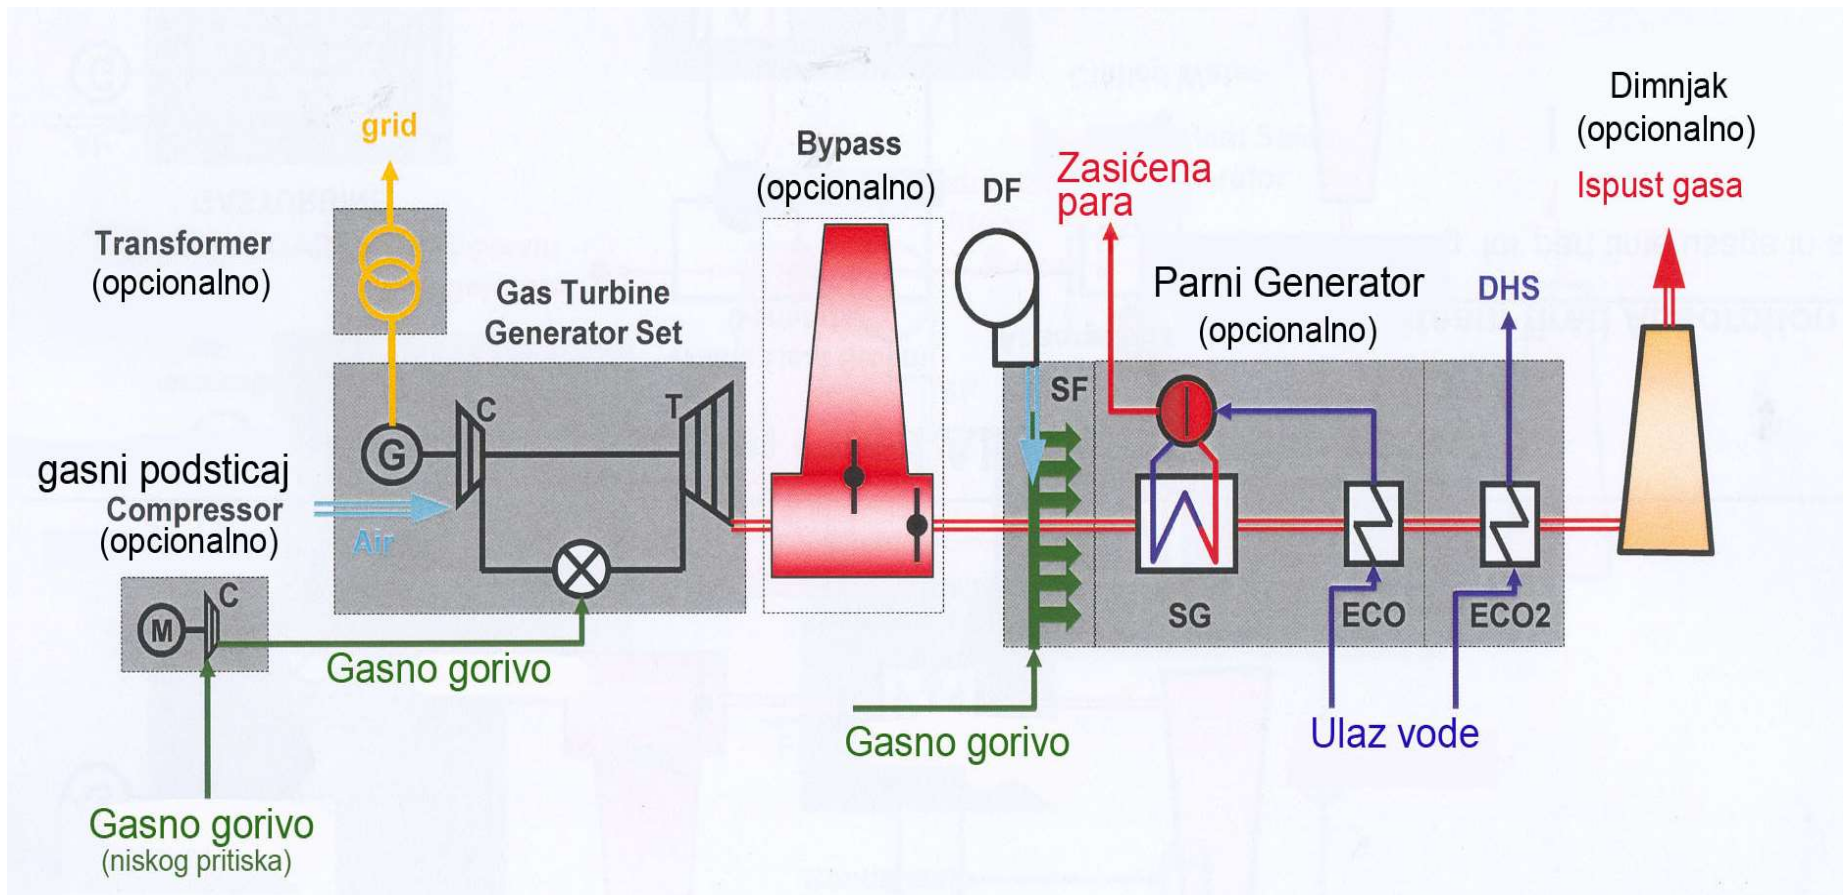 grid
Transformer
(opcionalno)
Gas Turbine
Generator Set
Bypass
(opcionalno)
DF
Zasićena
para
Parni Generator
(opcionalno)
DHS
Dimnjak
(opcionalno)
Ispust gasa
C
T
G
SF
gasni podsticaj
Compressor
(opcionalno)
Air
M
C
SG
ECO
ECO2
Gasno gorivo
Gasno gorivo
Ulaz vode
Gasno gorivo
(niskog pritiska)